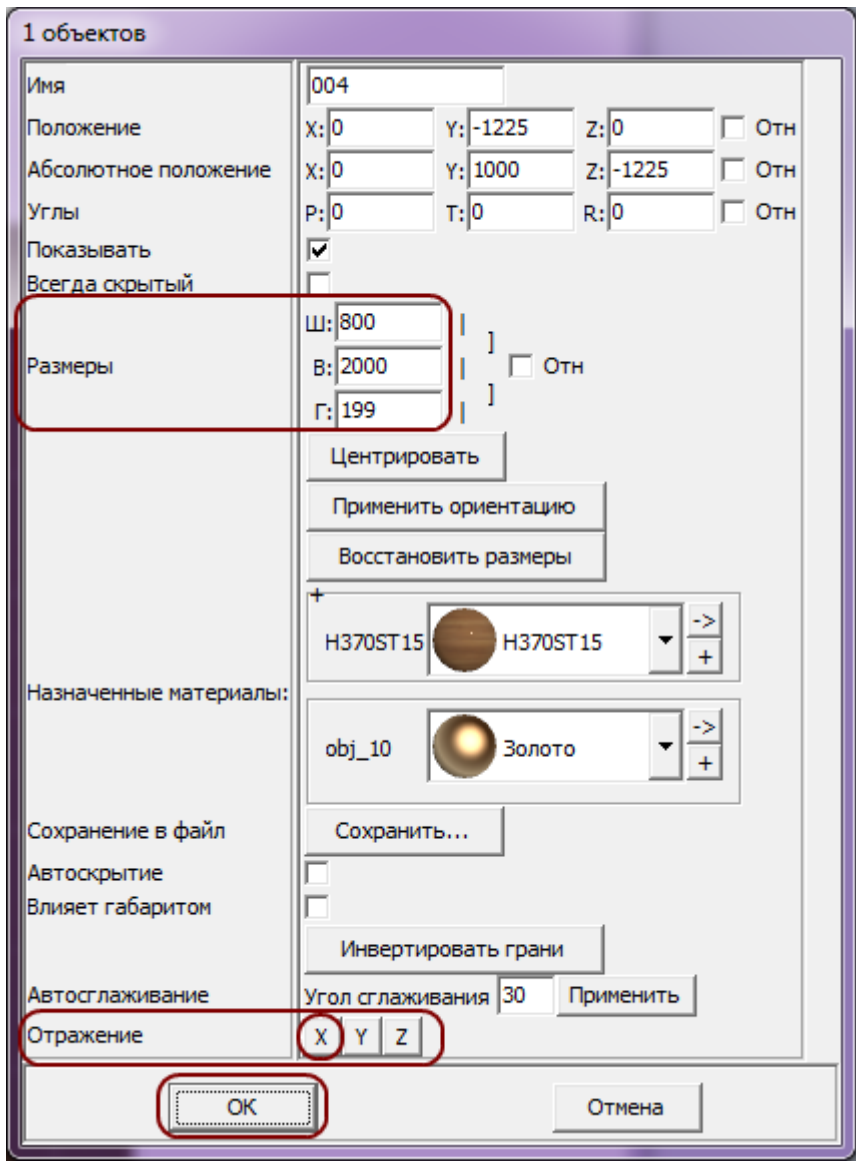 1 объектов
Имя 004
Положение X: 0 Y: -1225 Z: 0 Отн
Абсолютное положение X: 0 Y: 1000 Z: -1225 Отн
Углы P: 0 T: 0 R: 0 Отн
Показывать
Всегда скрытый
Ш: 800 | ]
Размеры В: 2000 | Отн
Г: 199 | ]
Центрировать
Применить ориентацию
Восстановить размеры
+
H370ST15 H370ST15 ->
+
Назначенные материалы:
obj_10 Золото ->
+
Сохранение в файл Сохранить...
Автоскрытие
Влияет габаритом
Инвертировать грани
Автосглаживание Угол сглаживания 30 Применить
Отражение X Y Z
OK Отмена